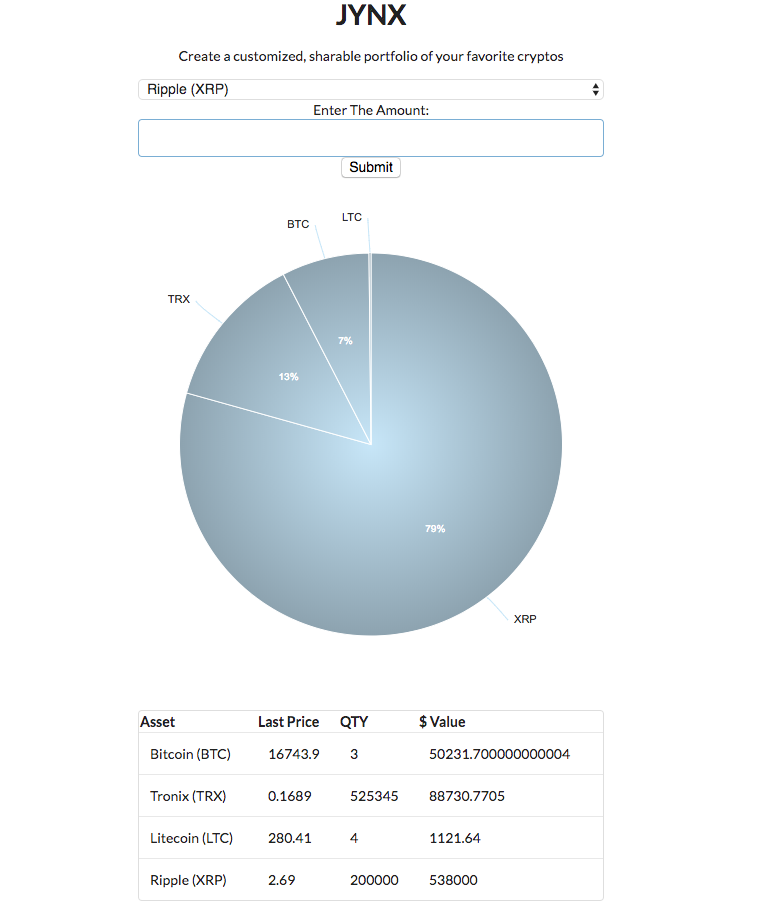 JYNX
Create a customized, sharable portfolio of your favorite cryptos
Ripple (XRP)
Enter The Amount:
Submit
LTC
BTC
TRX
7%
13%
79%
XRP
Asset Last Price QTY $ Value
Bitcoin (BTC) 16743.9 3 50231.700000000004
Tronix (TRX) 0.1689 525345 88730.7705
Litecoin (LTC) 280.41 4 1121.64
Ripple (XRP) 2.69 200000 538000